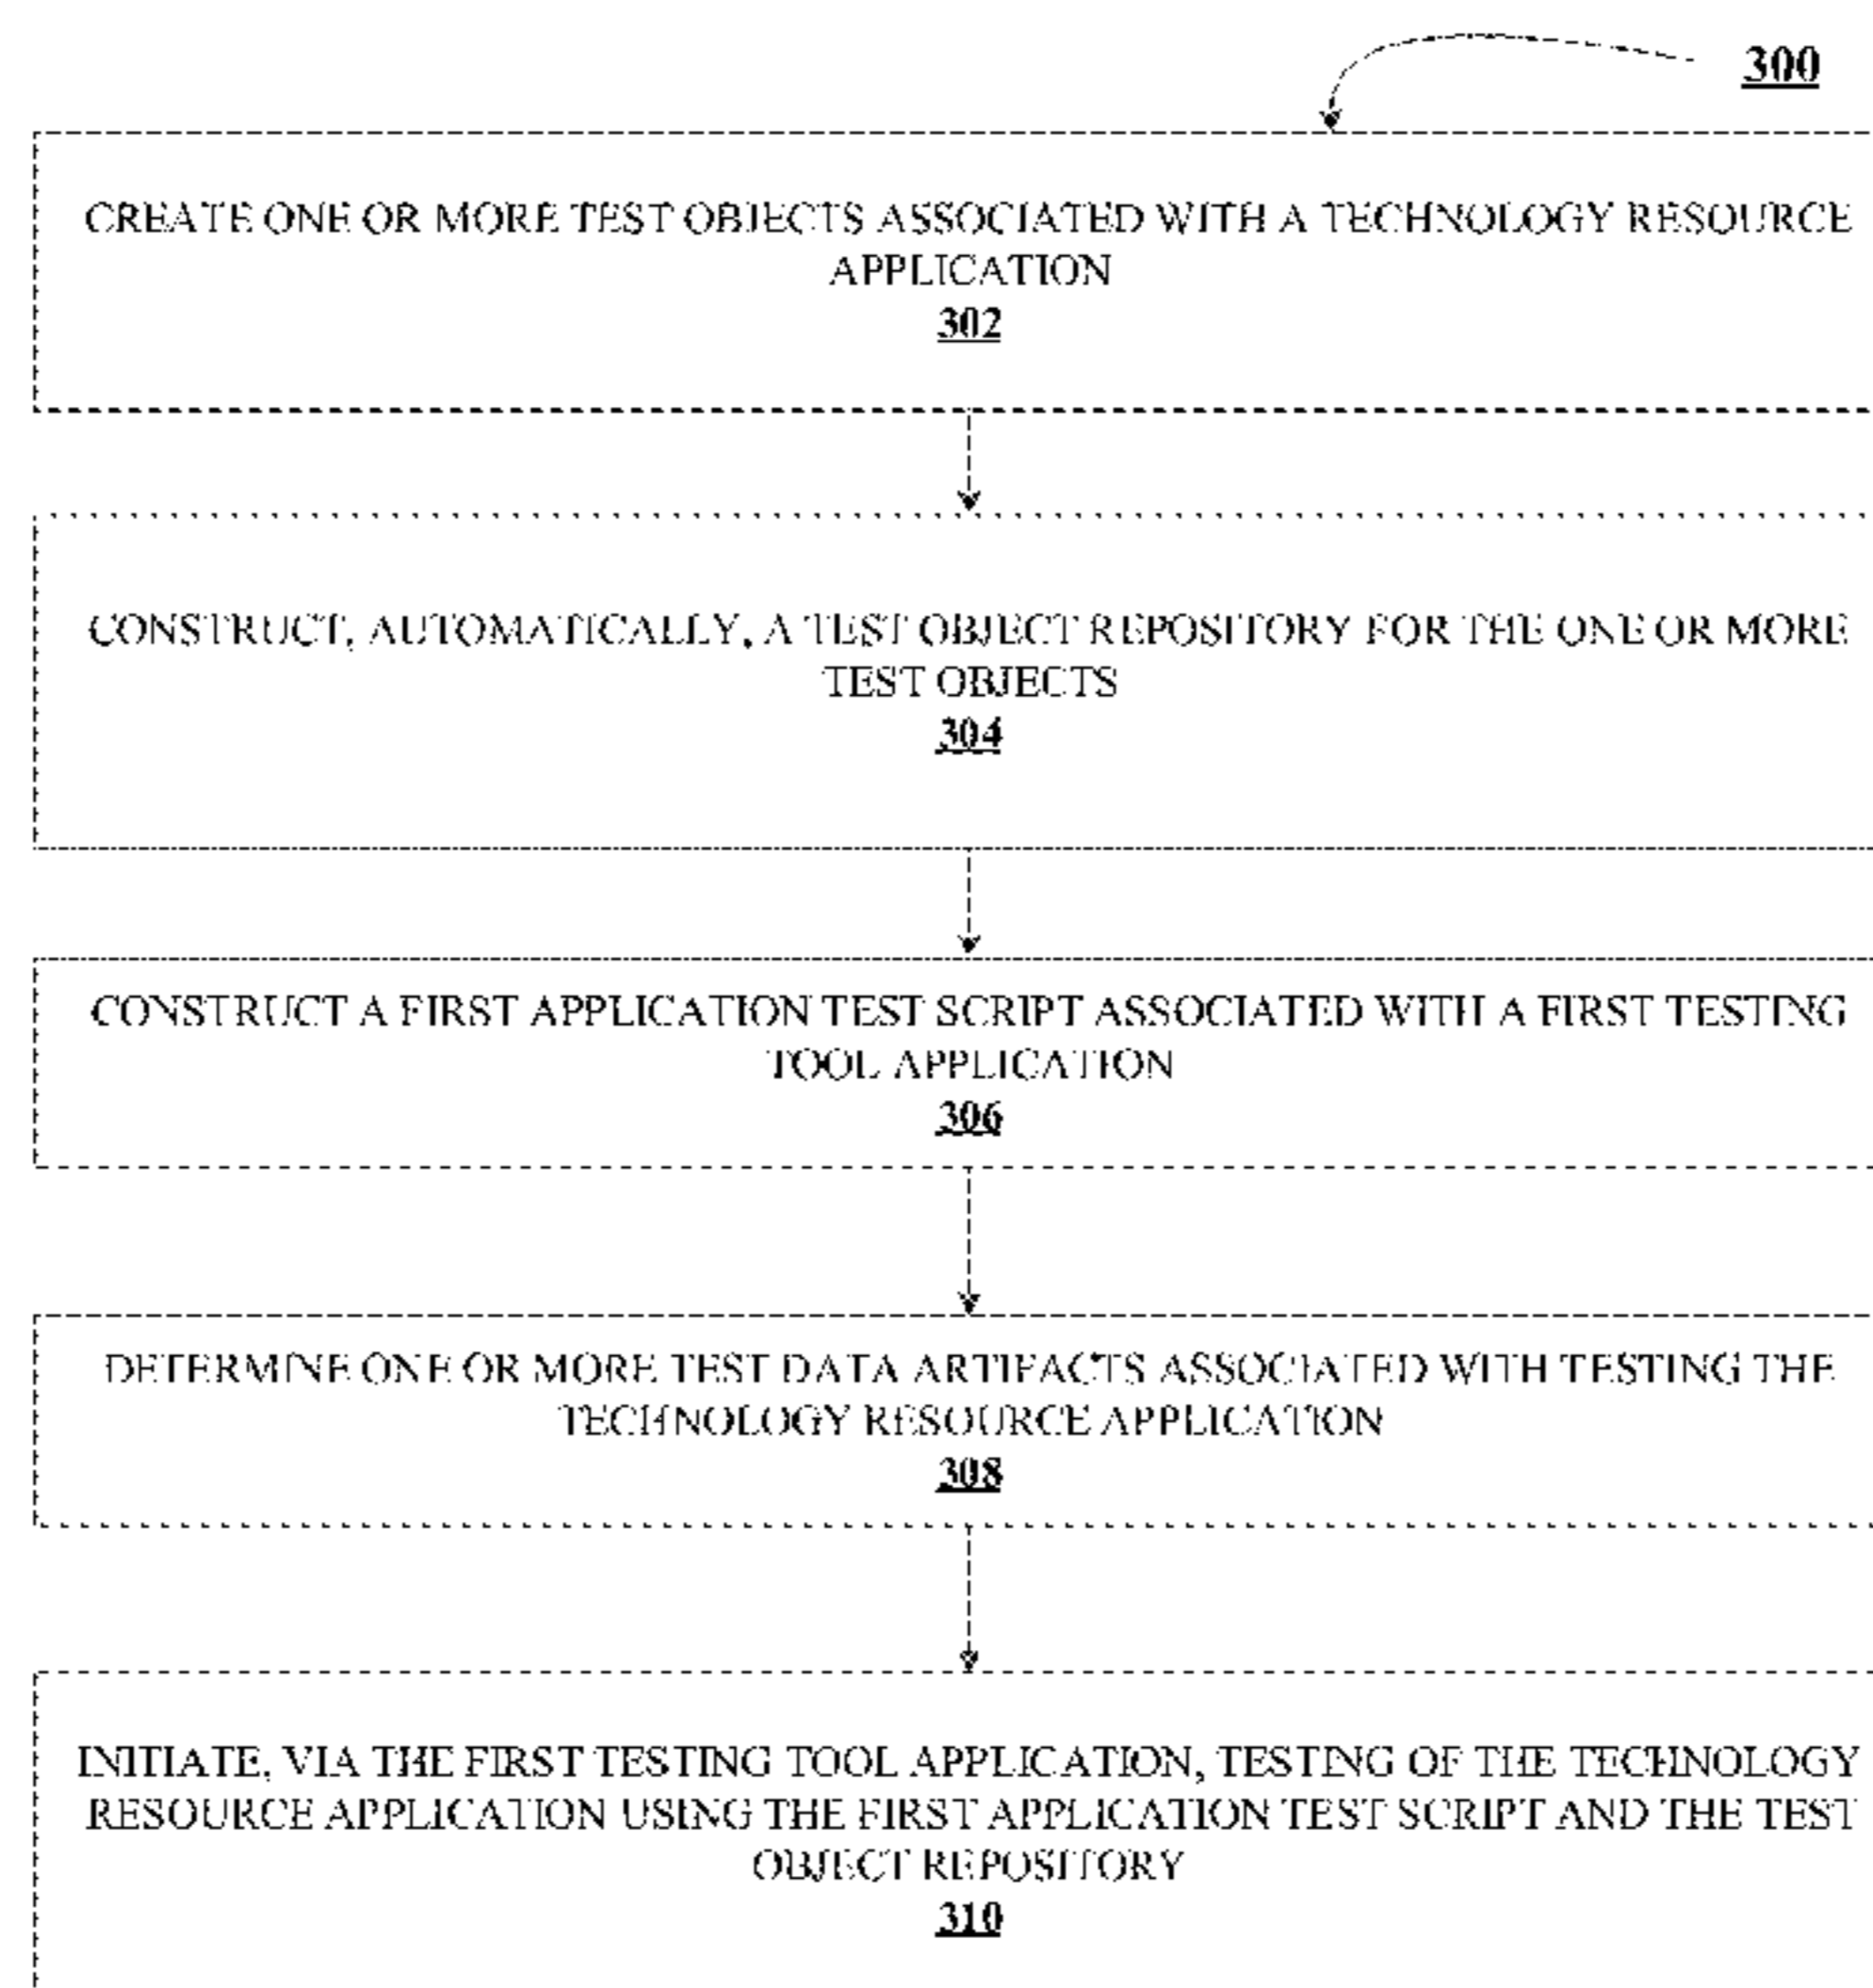 300
CREATE ONE OR MORE TEST OBJECTS ASSOCIATED WITH A TECHNOLOGY RESOURCE
APPLICATION
302
CONSTRUCT, AUTOMATICALLY, A TEST OBJECT REPOSITORY FOR THE ONE OR MORE
TEST OBJECTS
304
CONSTRUCT A FIRST APPLICATION TEST SCRIPT ASSOCIATED WITH A FIRST TESTING
TOOL APPLICATION
306
DETERMINE ONE OR MORE TEST DATA ARTIFACTS ASSOCIATED WITH TESTING THE
TECHNOLOGY RESOURCE APPLICATION
308
INITIATE, VIA THE FIRST TESTING TOOL APPLICATION, TESTING OF THE TECHNOLOGY
RESOURCE APPLICATION USING THE FIRST APPLICATION TEST SCRIPT AND THE TEST
OBJECT REPOSITORY
310